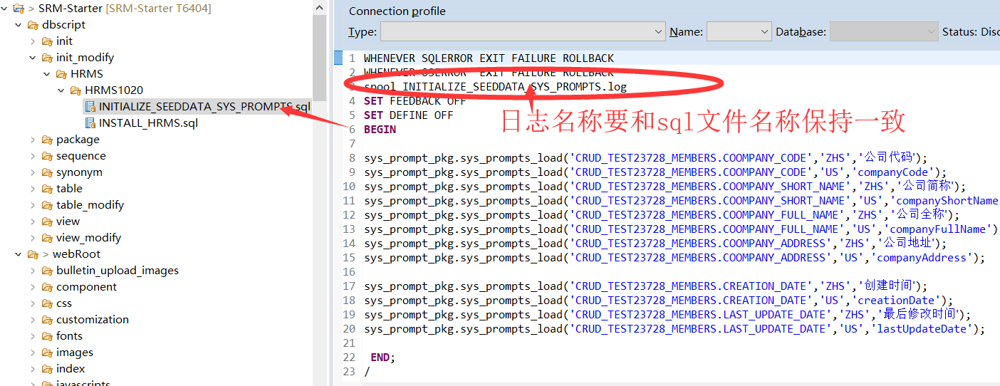 SRM-Starter [SRM-Starter T6404]
dbscript
init
init_modify
HRMS
HRMS1020
INITIALIZE_SEEDDATA_SYS_PROMPTS.sql
INSTALL_HRMS.sql
package
sequence
synonym
table
table_modify
view
view_modify
webRoot
bulletin_upload_images
component
css
customization
fonts
images
index
javascripts
Connection profile
Type: Name: Database: Status: Disc
1 WHENEVER SQLERROR EXIT FAILURE ROLLBACK
2 WHENEVER OSERROR  EXIT FAILURE ROLLBACK
3 spool INITIALIZE_SEEDDATA_SYS_PROMPTS.log
4 SET FEEDBACK OFF
5 SET DEFINE OFF
6 BEGIN
7
8 sys_prompt_pkg.sys_prompts_load('CRUD_TEST23728_MEMBERS.COOMPANY_CODE','ZHS','公司代码');
9 sys_prompt_pkg.sys_prompts_load('CRUD_TEST23728_MEMBERS.COOMPANY_CODE','US','companyCode');
10 sys_prompt_pkg.sys_prompts_load('CRUD_TEST23728_MEMBERS.COOMPANY_SHORT_NAME','ZHS','公司简称');
11 sys_prompt_pkg.sys_prompts_load('CRUD_TEST23728_MEMBERS.COOMPANY_SHORT_NAME','US','companyShortName
12 sys_prompt_pkg.sys_prompts_load('CRUD_TEST23728_MEMBERS.COOMPANY_FULL_NAME','ZHS','公司全称');
13 sys_prompt_pkg.sys_prompts_load('CRUD_TEST23728_MEMBERS.COOMPANY_FULL_NAME','US','companyFullName')
14 sys_prompt_pkg.sys_prompts_load('CRUD_TEST23728_MEMBERS.COOMPANY_ADDRESS','ZHS','公司地址');
15 sys_prompt_pkg.sys_prompts_load('CRUD_TEST23728_MEMBERS.COOMPANY_ADDRESS','US','companyAddress');
16
17 sys_prompt_pkg.sys_prompts_load('CRUD_TEST23728_MEMBERS.CREATION_DATE','ZHS','创建时间');
18 sys_prompt_pkg.sys_prompts_load('CRUD_TEST23728_MEMBERS.CREATION_DATE','US','creationDate');
19 sys_prompt_pkg.sys_prompts_load('CRUD_TEST23728_MEMBERS.LAST_UPDATE_DATE','ZHS','最后修改时间');
20 sys_prompt_pkg.sys_prompts_load('CRUD_TEST23728_MEMBERS.LAST_UPDATE_DATE','US','lastUpdateDate');
21
22 END;
23 /
日志名称要和sql文件名称保持一致